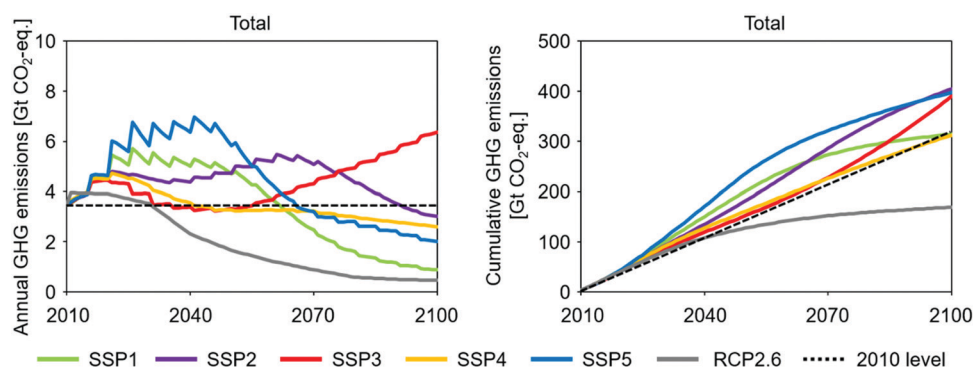 Total
Annual GHG emissions [Gt CO₂-eq.]
10
8
6
4
2
0
2010 2040 2070 2100
Total
Cumulative GHG emissions
[Gt CO₂-eq.]
500
400
300
200
100
0
2010 2040 2070 2100
SSP1 SSP2 SSP3 SSP4 SSP5 RCP2.6 2010 level